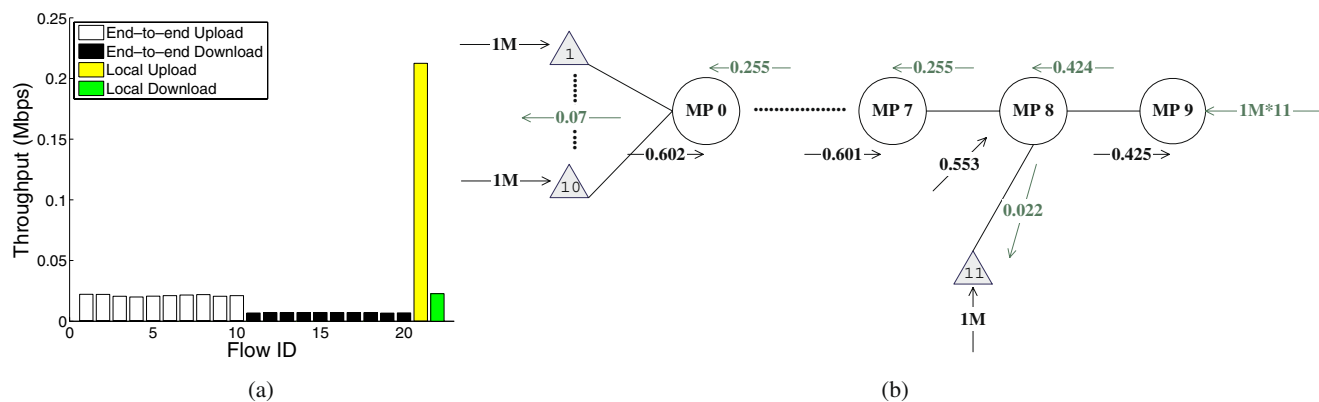 0.25
0.2
0.15
0.1
0.05
0
Throughput (Mbps)
End–to–end Upload
End–to–end Download
Local Upload
Local Download
0 5 10 15 20
Flow ID
(a)
1M
1
0.07
1M
10
0.255
MP 0
0.602
0.255
MP 7
0.601
0.424
MP 8
0.553
MP 9
0.425
1M*11
0.022
11
1M
(b)